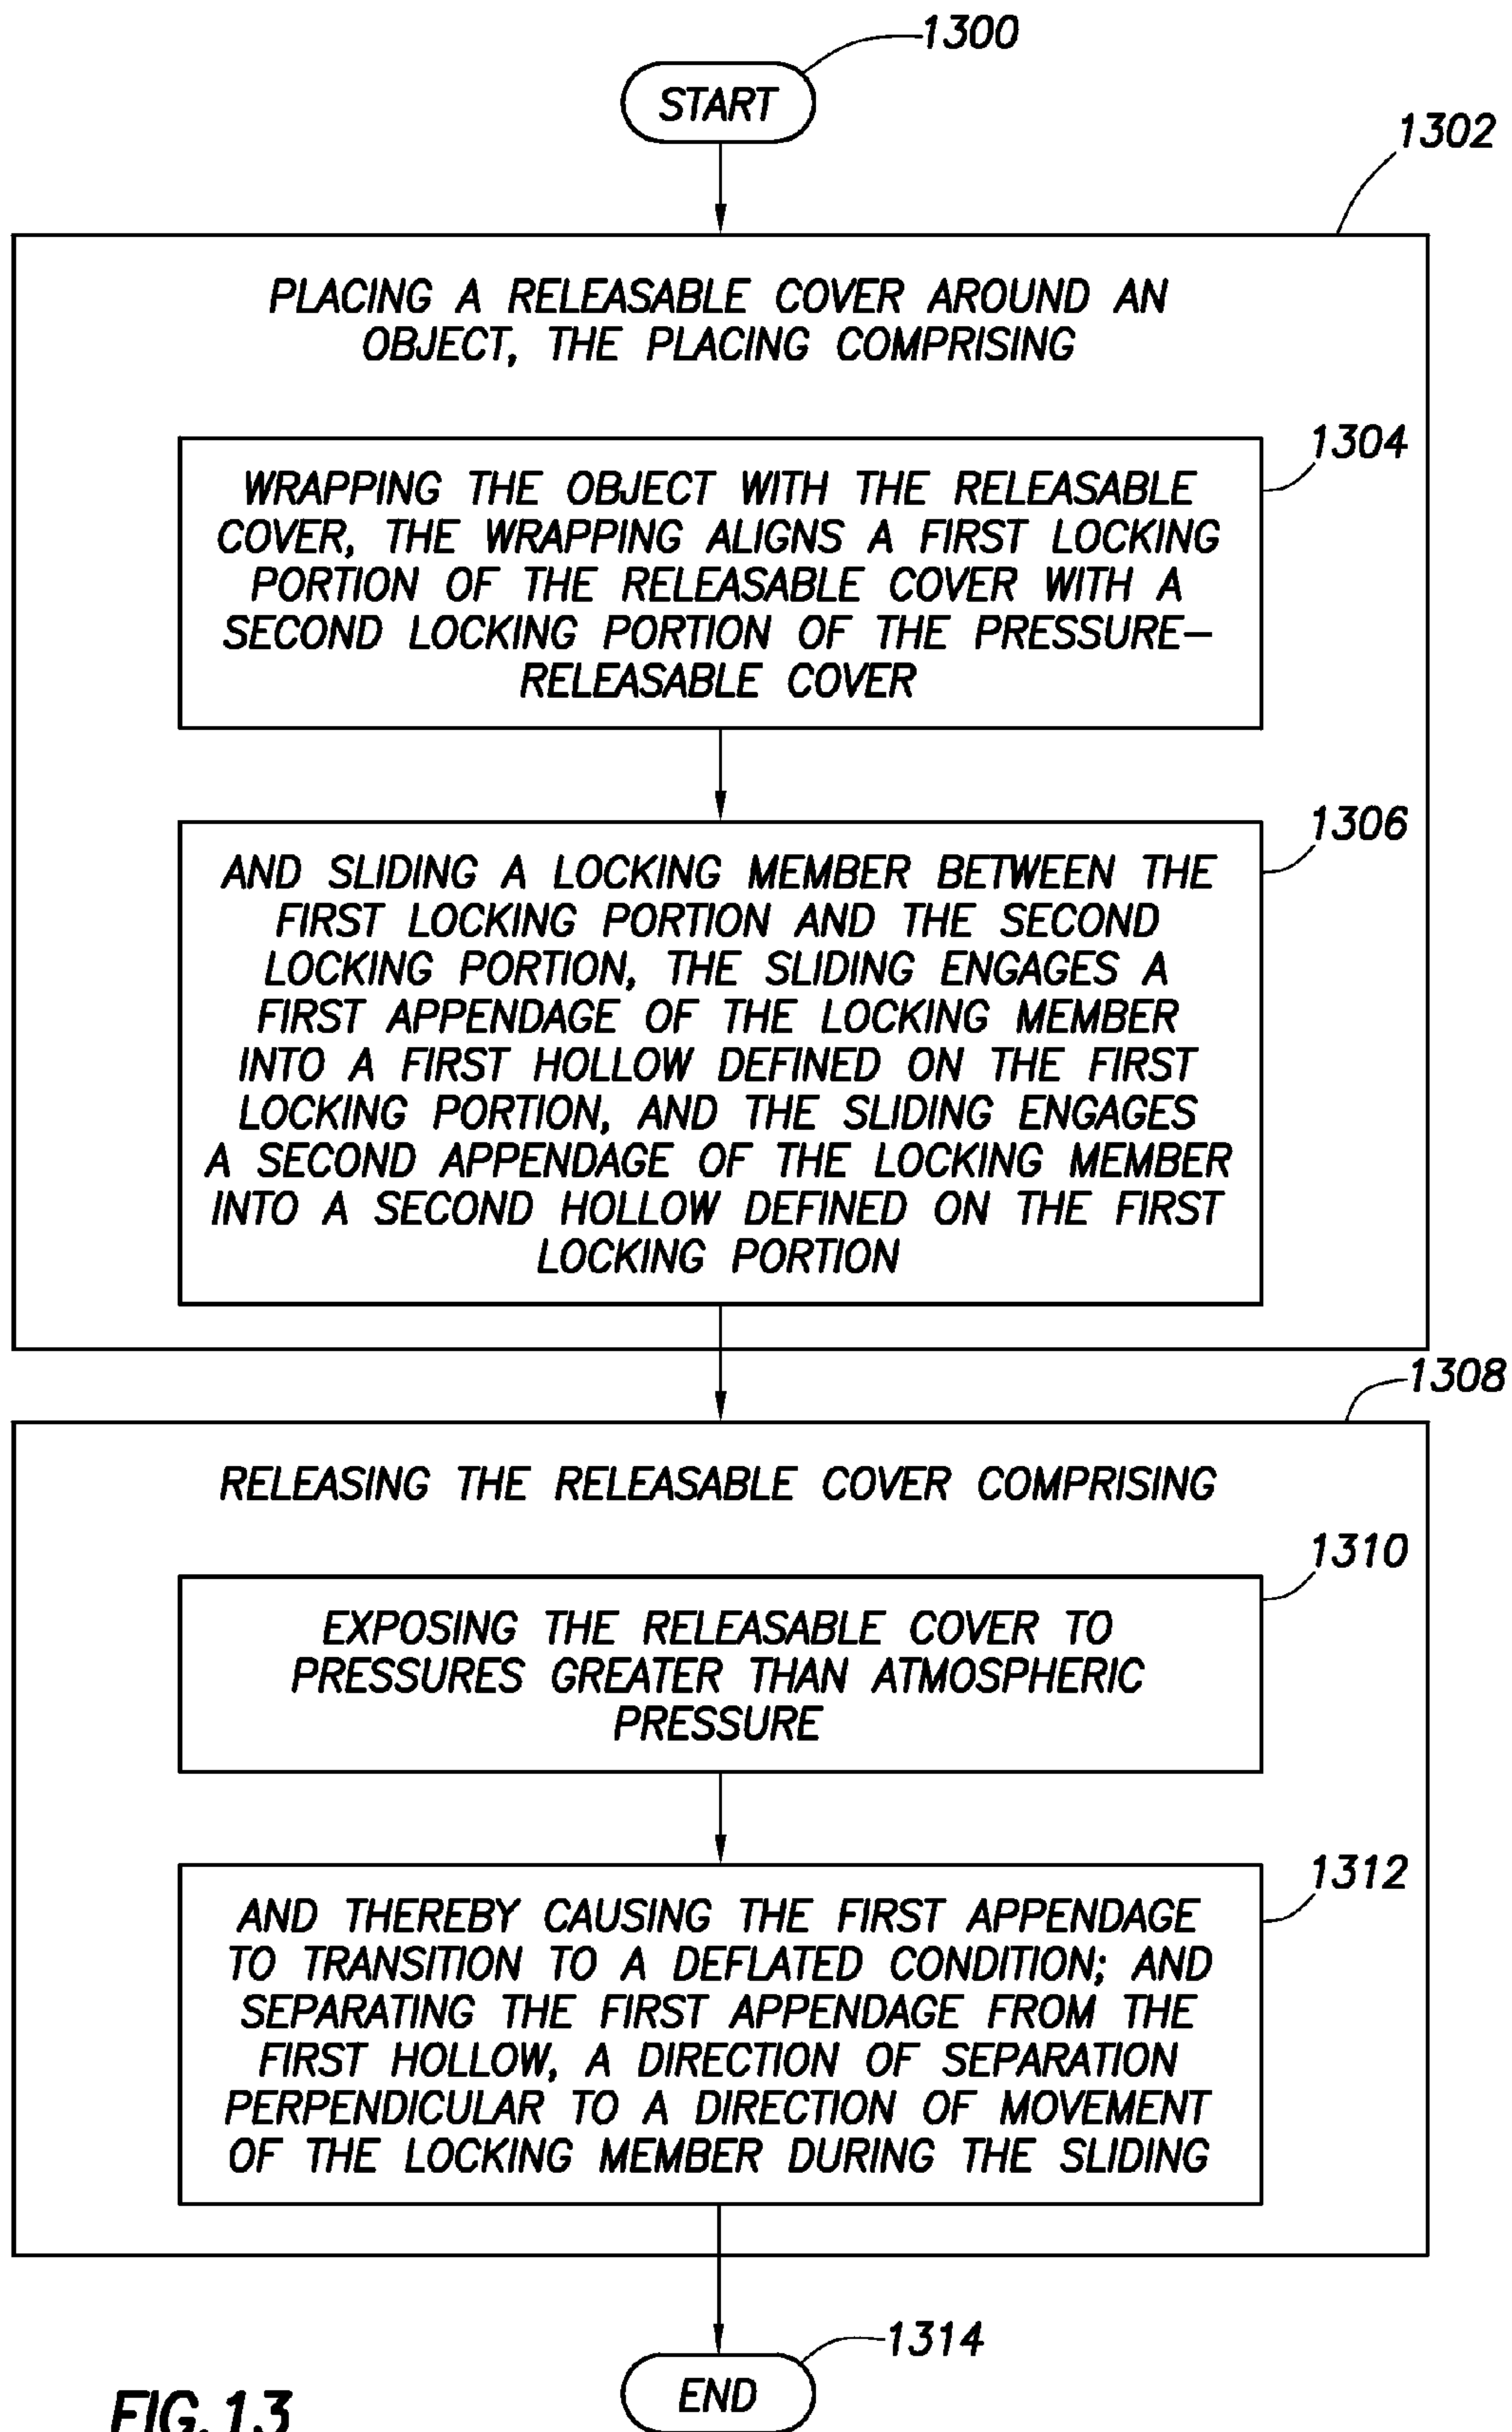 1300
START
1302
PLACING A RELEASABLE COVER AROUND AN
OBJECT, THE PLACING COMPRISING
1304
WRAPPING THE OBJECT WITH THE RELEASABLE
COVER, THE WRAPPING ALIGNS A FIRST LOCKING
PORTION OF THE RELEASABLE COVER WITH A
SECOND LOCKING PORTION OF THE PRESSURE–
RELEASABLE COVER
1306
AND SLIDING A LOCKING MEMBER BETWEEN THE
FIRST LOCKING PORTION AND THE SECOND
LOCKING PORTION, THE SLIDING ENGAGES A
FIRST APPENDAGE OF THE LOCKING MEMBER
INTO A FIRST HOLLOW DEFINED ON THE FIRST
LOCKING PORTION, AND THE SLIDING ENGAGES
A SECOND APPENDAGE OF THE LOCKING MEMBER
INTO A SECOND HOLLOW DEFINED ON THE FIRST
LOCKING PORTION
1308
RELEASING THE RELEASABLE COVER COMPRISING
1310
EXPOSING THE RELEASABLE COVER TO
PRESSURES GREATER THAN ATMOSPHERIC
PRESSURE
1312
AND THEREBY CAUSING THE FIRST APPENDAGE
TO TRANSITION TO A DEFLATED CONDITION; AND
SEPARATING THE FIRST APPENDAGE FROM THE
FIRST HOLLOW, A DIRECTION OF SEPARATION
PERPENDICULAR TO A DIRECTION OF MOVEMENT
OF THE LOCKING MEMBER DURING THE SLIDING
1314
END
FIG.13